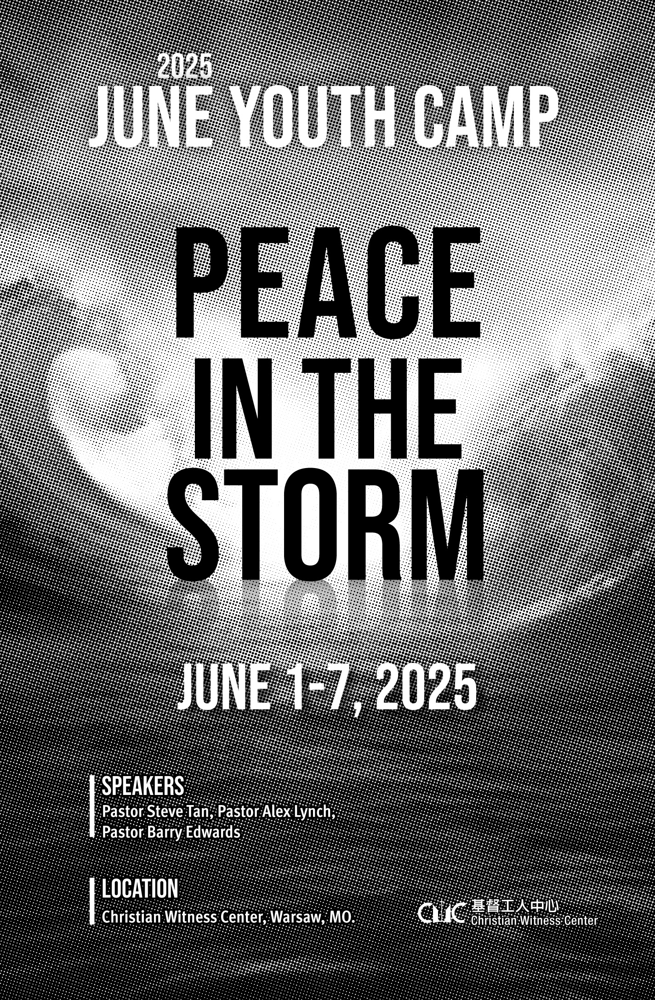 2025
JUNE YOUTH CAMP
PEACE
IN THE
STORM
JUNE 1-7, 2025
SPEAKERS
Pastor Steve Tan, Pastor Alex Lynch,
Pastor Barry Edwards
LOCATION
Christian Witness Center, Warsaw, MO.
CWC 基督工人中心
Christian Witness Center